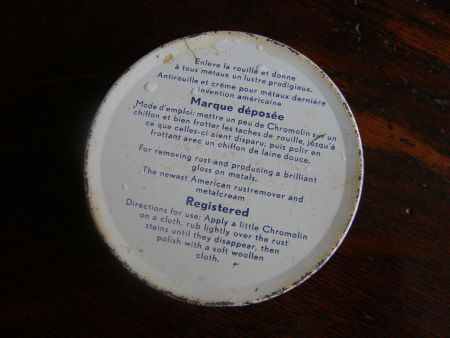 Enlève la rouille et donne
à tous métaux un lustre prodigieux.
Antirouille et crème pour métaux dernière
invention américaine
Marque déposée
Mode d'emploi: mettre un peu de Chromolin sur un
chiffon et bien frotter les taches de rouille, jusqu'à
ce que celles-ci aient disparu; puis polir en
frottant avec un chiffon de laine douce.
For removing rust and producing a brilliant
gloss on metals.
The newest American rustremover and
metalcream
Registered
Directions for use: Apply a little Chromolin
on a cloth, rub lightly over the rust
stains until they disappear, then
polish with a soft woollen
cloth.